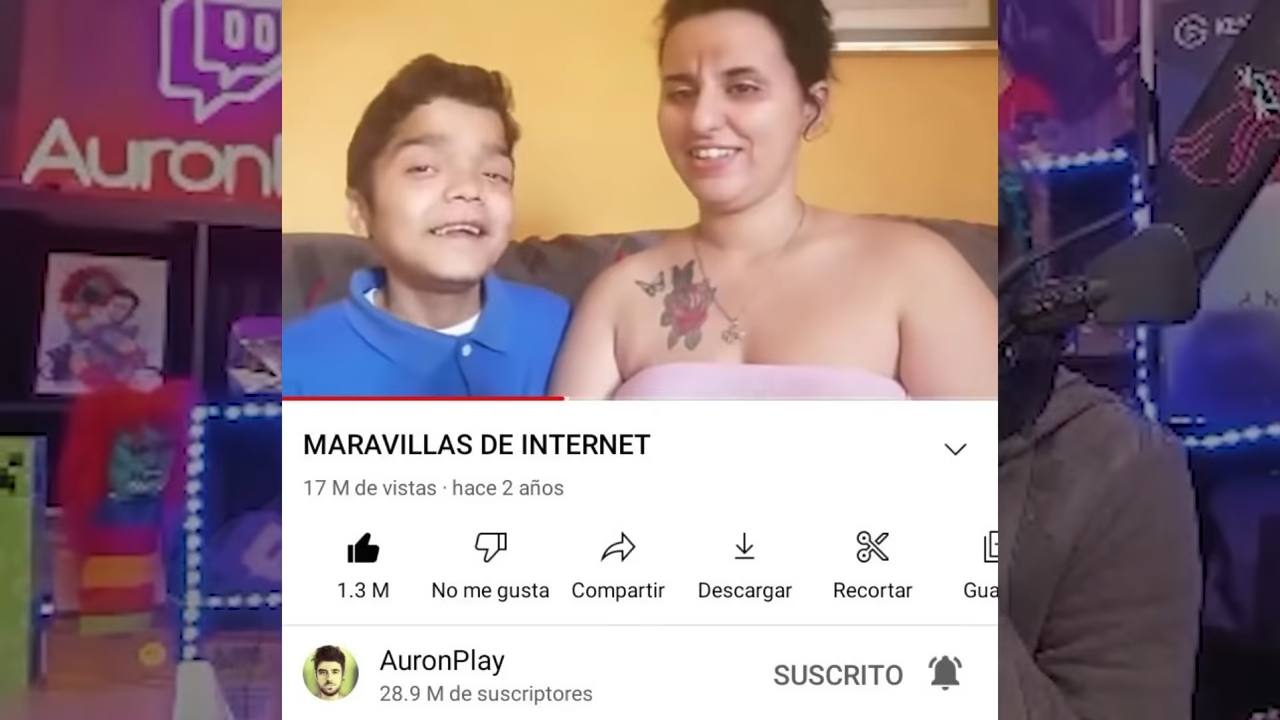 Auron
KE
MARAVILLAS DE INTERNET
17 M de vistas · hace 2 años
1.3 M
No me gusta
Compartir
Descargar
Recortar
Gua
AuronPlay
28.9 M de suscriptores
SUSCRITO